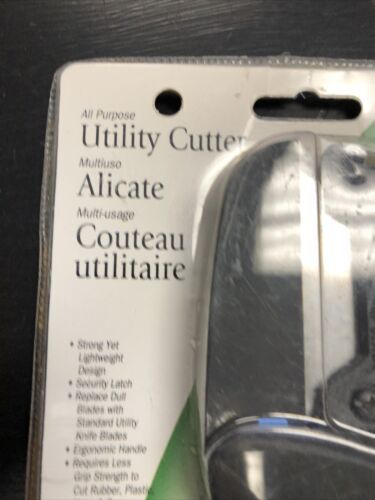 All Purpose
Utility Cutter
Multiuso
Alicate
Multi-usage
Couteau
utilitaire
• Strong Yet
Lightweight
Design
• Security Latch
• Replace Dull
Blades with
Standard Utility
Knife Blades
• Ergonomic Handle
• Requires Less
Grip Strength to
Cut Rubber, Plastic,